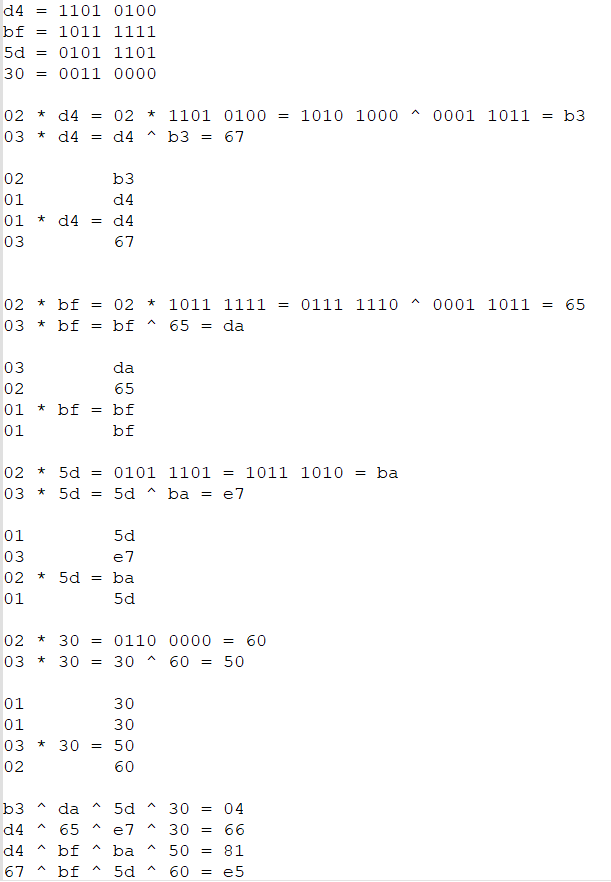 d4 = 1101 0100
bf = 1011 1111
5d = 0101 1101
30 = 0011 0000
02 * d4 = 02 * 1101 0100 = 1010 1000 ^ 0001 1011 = b3
03 * d4 = d4 ^ b3 = 67
02 b3
01 d4
01 * d4 = d4
03 67
02 * bf = 02 * 1011 1111 = 0111 1110 ^ 0001 1011 = 65
03 * bf = bf ^ 65 = da
03 da
02 65
01 * bf = bf
01 bf
02 * 5d = 0101 1101 = 1011 1010 = ba
03 * 5d = 5d ^ ba = e7
01 5d
03 e7
02 * 5d = ba
01 5d
02 * 30 = 0110 0000 = 60
03 * 30 = 30 ^ 60 = 50
01 30
01 30
03 * 30 = 50
02 60
b3 ^ da ^ 5d ^ 30 = 04
d4 ^ 65 ^ e7 ^ 30 = 66
d4 ^ bf ^ ba ^ 50 = 81
67 ^ bf ^ 5d ^ 60 = e5